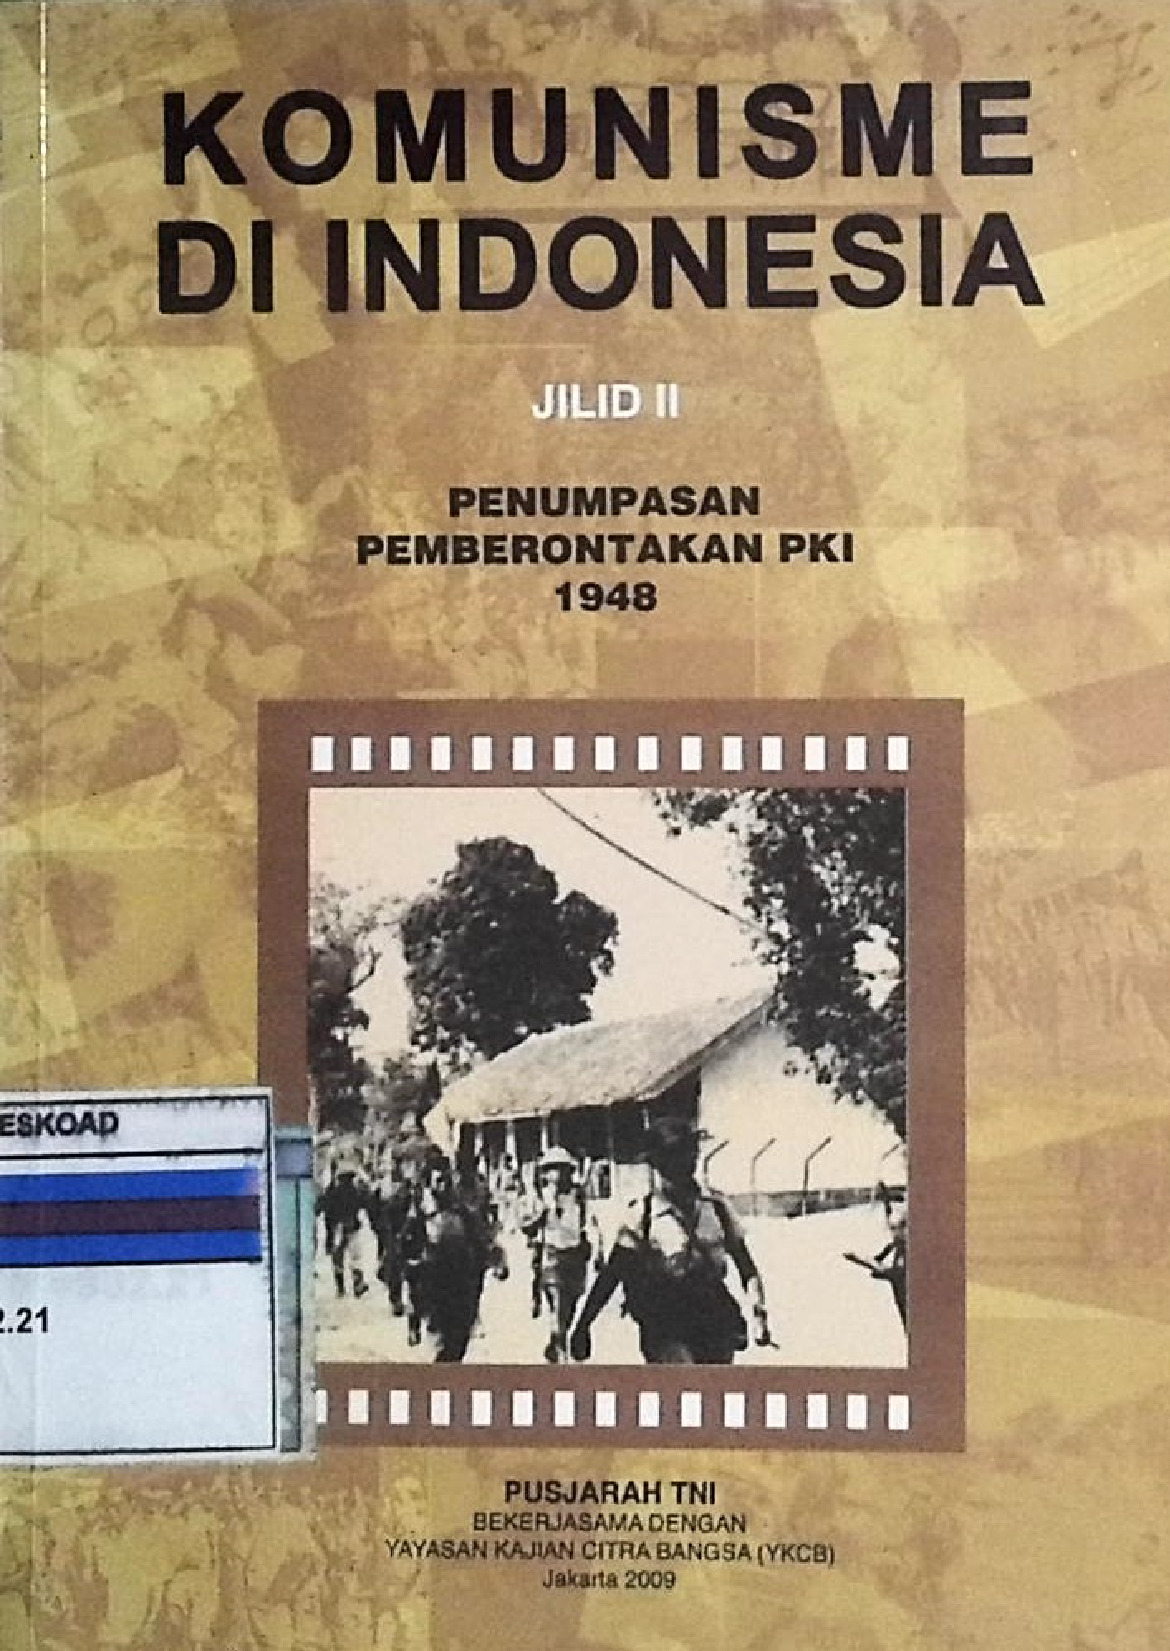 KOMUNISME
DI INDONESIA
JILID II
PENUMPASAN
PEMBERONTAKAN PKI
1948
ESKOAD
2.21
PUSJARAH TNI
BEKERJASAMA DENGAN
YAYASAN KAJIAN CITRA BANGSA (YKCB)
Jakarta 2009